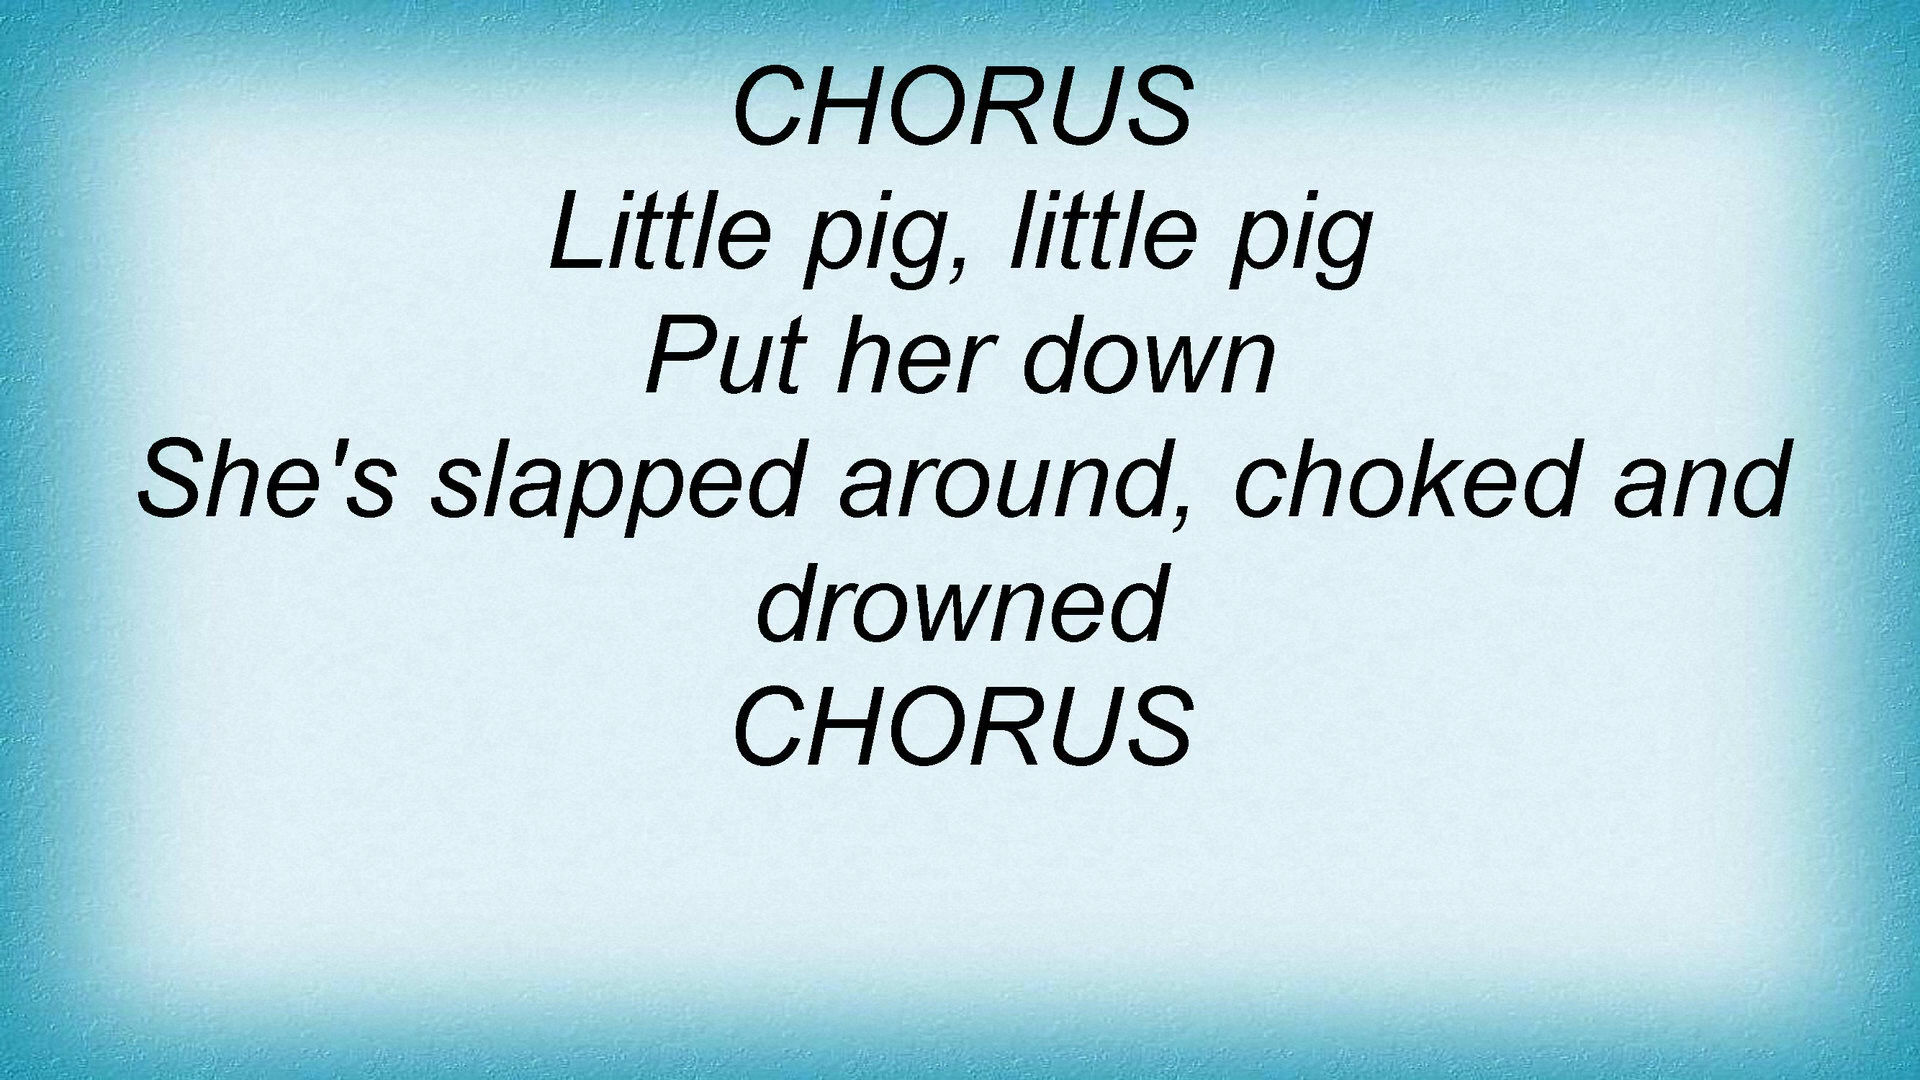 CHORUS
Little pig, little pig
Put her down
She's slapped around, choked and
drowned
CHORUS